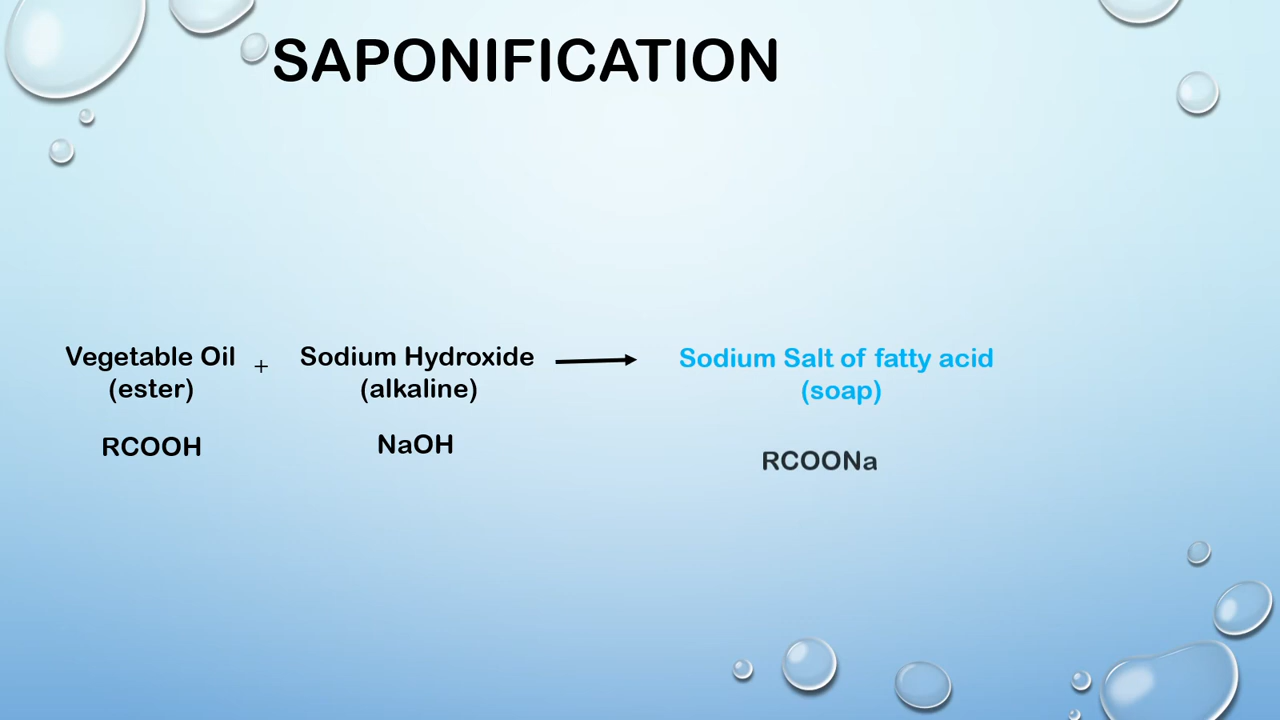 SAPONIFICATION
Vegetable Oil + Sodium Hydroxide Sodium Salt of fatty acid
(ester) (alkaline) (soap)
RCOOH NaOH RCOONa